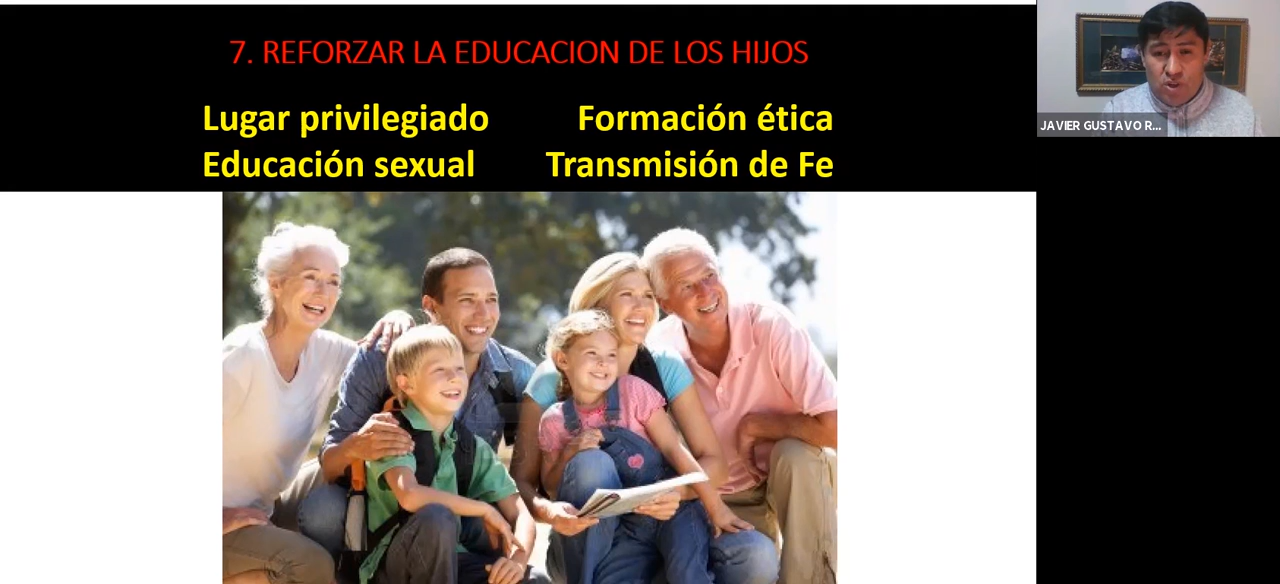 7. REFORZAR LA EDUCACION DE LOS HIJOS
Lugar privilegiado Formación ética
Educación sexual Transmisión de Fe
JAVIER GUSTAVO R...